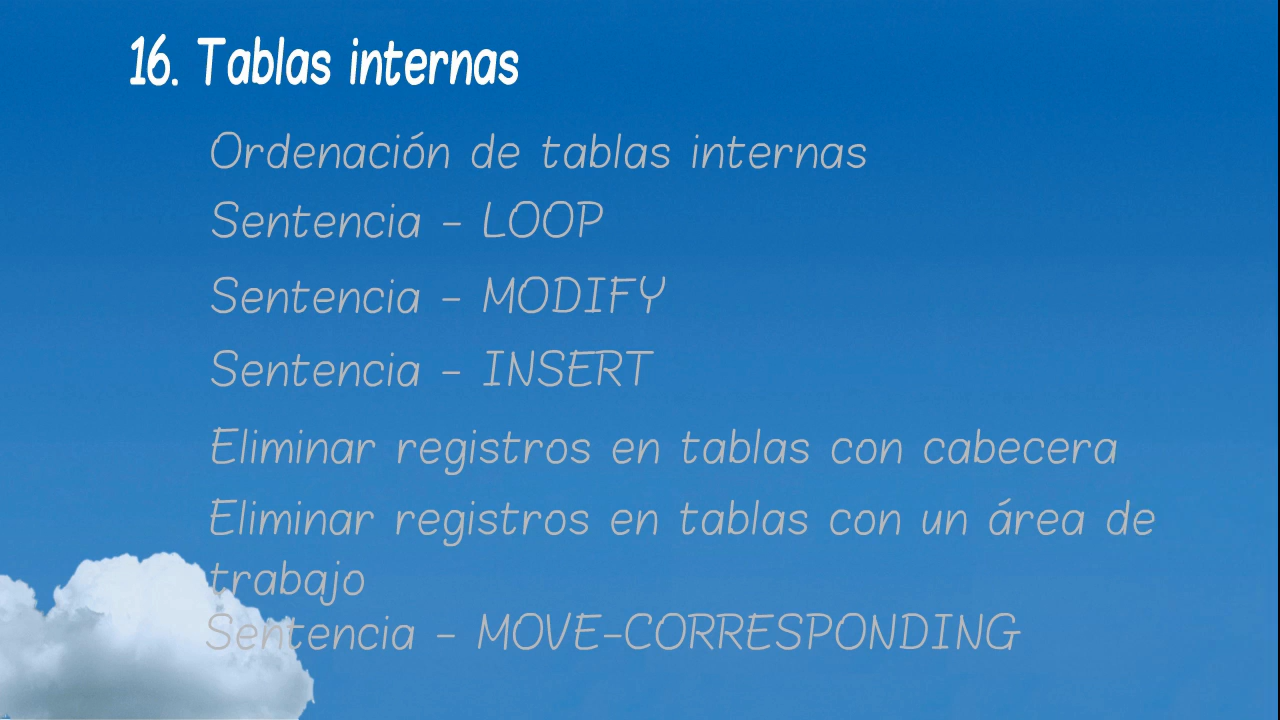 16. Tablas internas
Ordenación de tablas internas
Sentencia - LOOP
Sentencia - MODIFY
Sentencia - INSERT
Eliminar registros en tablas con cabecera
Eliminar registros en tablas con un área de
trabajo
Sentencia - MOVE-CORRESPONDING